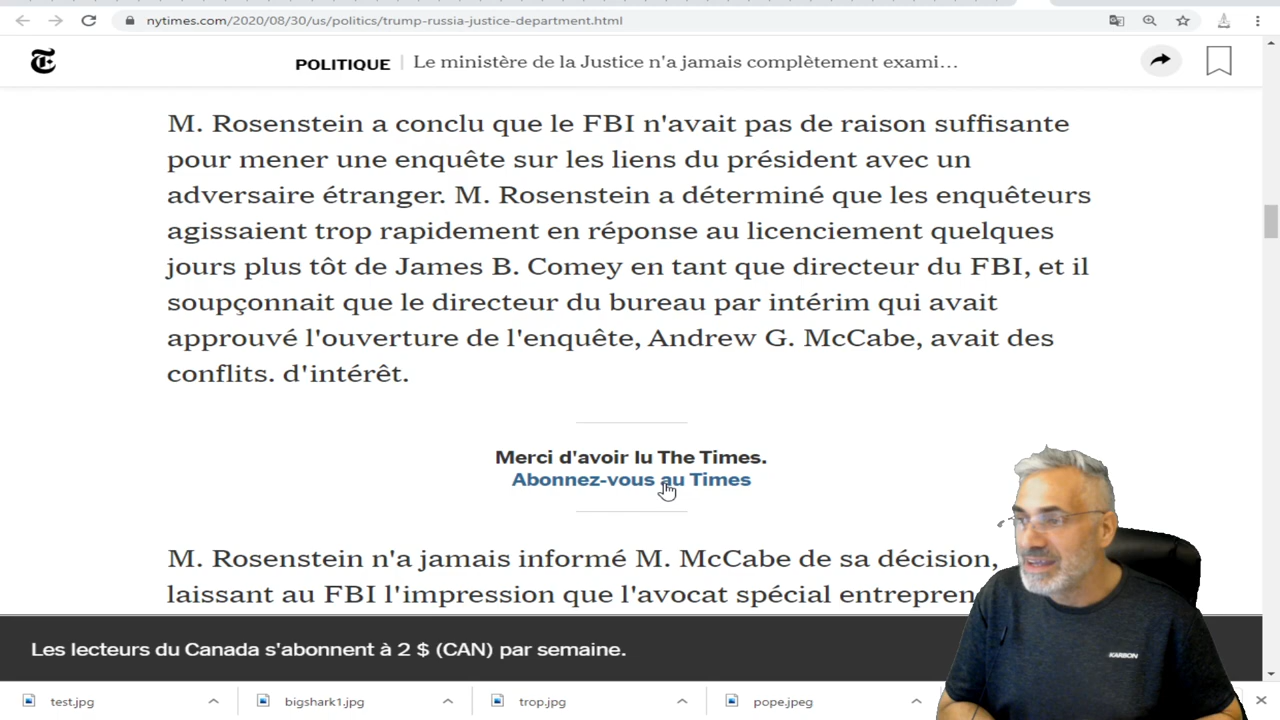 nytimes.com/2020/08/30/us/politics/trump-russia-justice-department.html
POLITIQUE | Le ministère de la Justice n'a jamais complètement exami…
M. Rosenstein a conclu que le FBI n'avait pas de raison suffisante
pour mener une enquête sur les liens du président avec un
adversaire étranger. M. Rosenstein a déterminé que les enquêteurs
agissaient trop rapidement en réponse au licenciement quelques
jours plus tôt de James B. Comey en tant que directeur du FBI, et il
soupçonnait que le directeur du bureau par intérim qui avait
approuvé l'ouverture de l'enquête, Andrew G. McCabe, avait des
conflits. d'intérêt.
Merci d'avoir lu The Times.
Abonnez-vous au Times
M. Rosenstein n'a jamais informé M. McCabe de sa décision,
laissant au FBI l'impression que l'avocat spécial entrepren
Les lecteurs du Canada s'abonnent à 2 $ (CAN) par semaine.
KARBON
test.jpg
bigshark1.jpg
trop.jpg
pope.jpeg